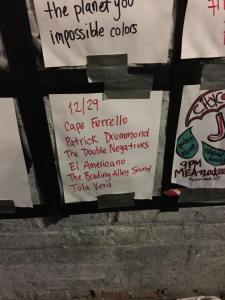 the planet you
impossible colors
12/29
Cape Ferrello
Patrick Drummond
The Double Negatives
El Americano
The Bowling Alley Sound
Tula Vera
9PM